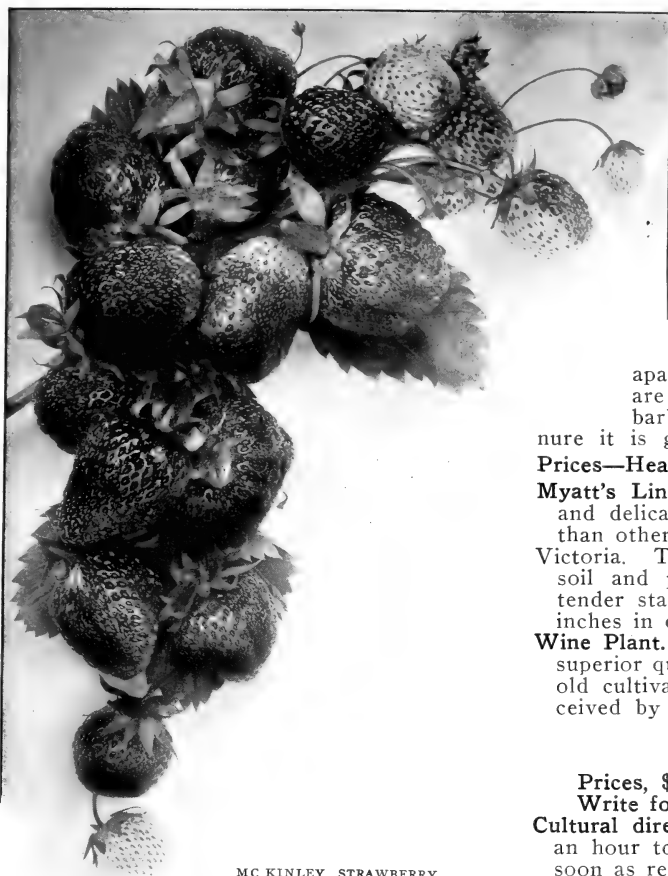 apa
are
bar
nure it is g
Prices—Hea
Myatt's Lin
and delica
than other
Victoria. T
soil and
tender sta
inches in
Wine Plant.
superior qu
old cultiva
ceived by
Prices, $
Write fo
Cultural dire
an hour to
soon as re
MC KINLEY STRAWBERRY